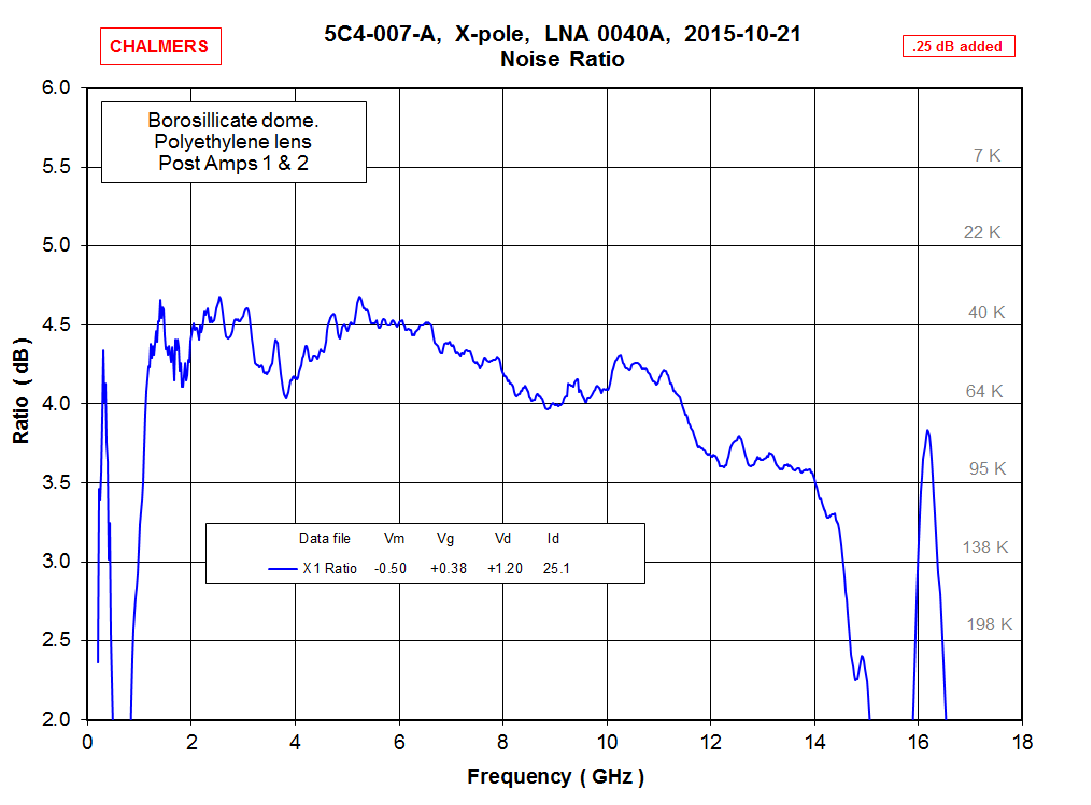 5C4-007-A, X-pole, LNA 0040A, 2015-10-21
Noise Ratio
CHALMERS
.25 dB added
Borosillicate dome.
Polyethylene lens
Post Amps 1 & 2
6.0
5.5
5.0
4.5
4.0
3.5
3.0
2.5
2.0
Ratio ( dB )
7 K
22 K
40 K
64 K
95 K
138 K
198 K
Data file Vm Vg Vd Id
X1 Ratio -0.50 +0.38 +1.20 25.1
0 2 4 6 8 10 12 14 16 18
Frequency ( GHz )